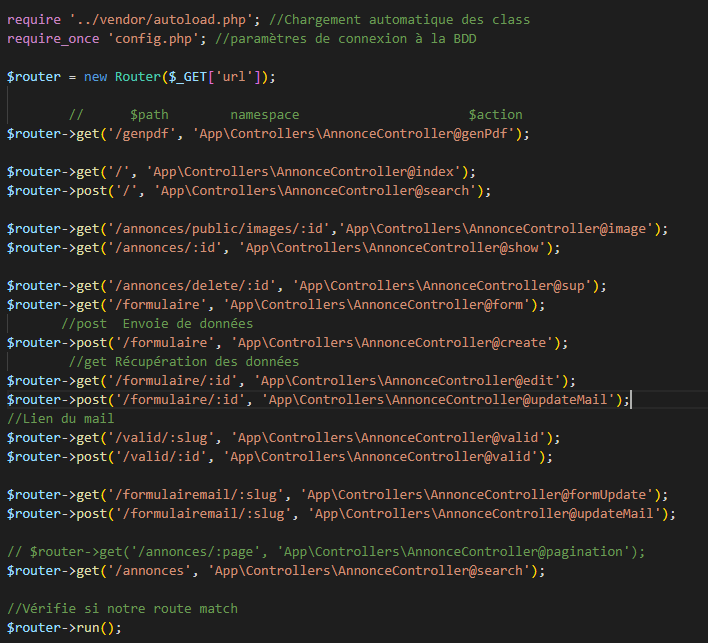 require '../vendor/autoload.php'; //Chargement automatique des class
require_once 'config.php'; //paramètres de connexion à la BDD
$router = new Router($_GET['url']);
// $path namespace $action
$router->get('/genpdf', 'App\Controllers\AnnonceController@genPdf');
$router->get('/', 'App\Controllers\AnnonceController@index');
$router->post('/', 'App\Controllers\AnnonceController@search');
$router->get('/annonces/public/images/:id','App\Controllers\AnnonceController@image');
$router->get('/annonces/:id', 'App\Controllers\AnnonceController@show');
$router->get('/annonces/delete/:id', 'App\Controllers\AnnonceController@sup');
$router->get('/formulaire', 'App\Controllers\AnnonceController@form');
//post  Envoie de données
$router->post('/formulaire', 'App\Controllers\AnnonceController@create');
//get Récupération des données
$router->get('/formulaire/:id', 'App\Controllers\AnnonceController@edit');
$router->post('/formulaire/:id', 'App\Controllers\AnnonceController@updateMail');
//Lien du mail
$router->get('/valid/:slug', 'App\Controllers\AnnonceController@valid');
$router->post('/valid/:id', 'App\Controllers\AnnonceController@valid');
$router->get('/formulairemail/:slug', 'App\Controllers\AnnonceController@formUpdate');
$router->post('/formulairemail/:slug', 'App\Controllers\AnnonceController@updateMail');
// $router->get('/annonces/:page', 'App\Controllers\AnnonceController@pagination');
$router->get('/annonces', 'App\Controllers\AnnonceController@search');
//Vérifie si notre route match
$router->run();